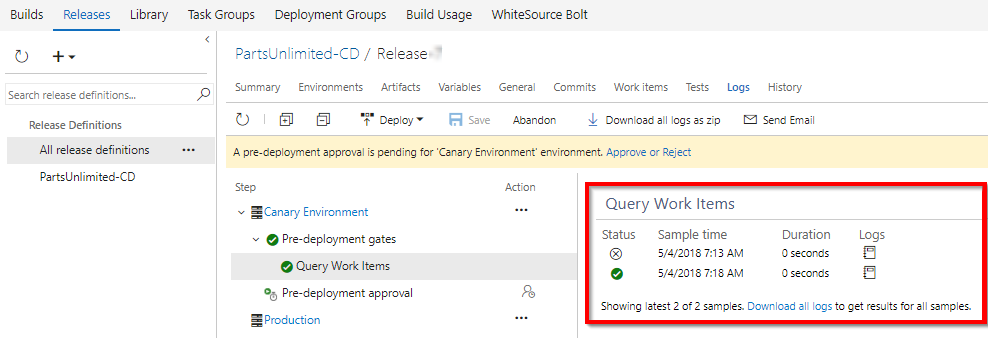 Builds Releases Library Task Groups Deployment Groups Build Usage WhiteSource Bolt
PartsUnlimited-CD / Release
Search release definitions...
Summary Environments Artifacts Variables General Commits Work items Tests Logs History
Release Definitions
All release definitions
PartsUnlimited-CD
Deploy Save Abandon Download all logs as zip Send Email
A pre-deployment approval is pending for 'Canary Environment' environment. Approve or Reject
Step Action
Canary Environment
Pre-deployment gates
Query Work Items
Pre-deployment approval
Production
Query Work Items
Status Sample time Duration Logs
5/4/2018 7:13 AM 0 seconds
5/4/2018 7:18 AM 0 seconds
Showing latest 2 of 2 samples. Download all logs to get results for all samples.